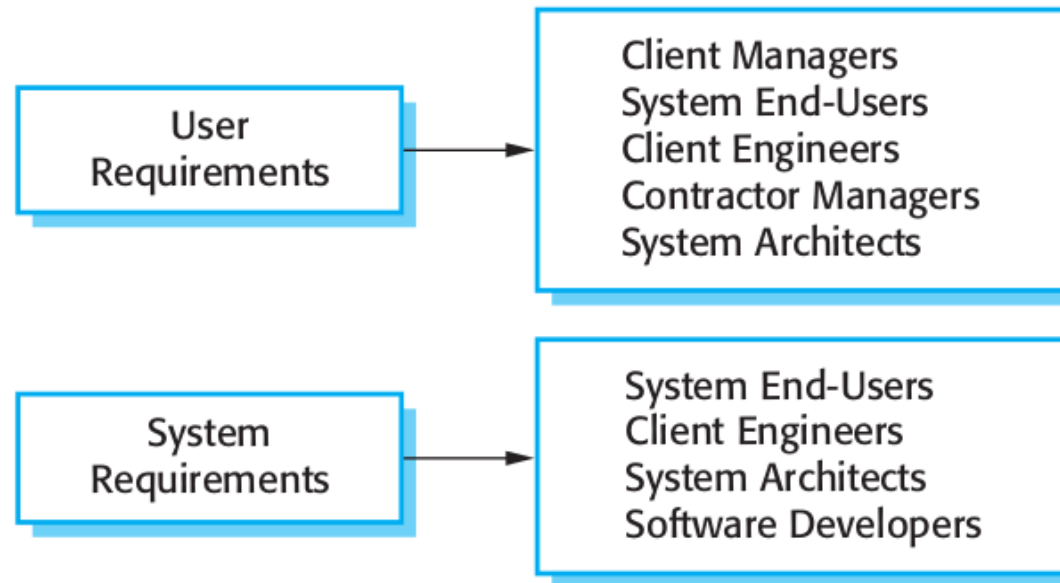 User
Requirements
Client Managers
System End-Users
Client Engineers
Contractor Managers
System Architects
System
Requirements
System End-Users
Client Engineers
System Architects
Software Developers